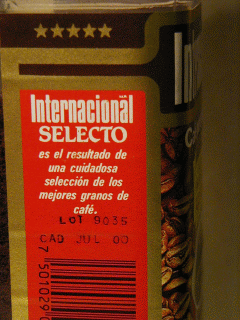 Internacional
SELECTO
es el resultado de
una cuidadosa
selección de los
mejores granos de
café.
LOT 9035
CAD JUL 00